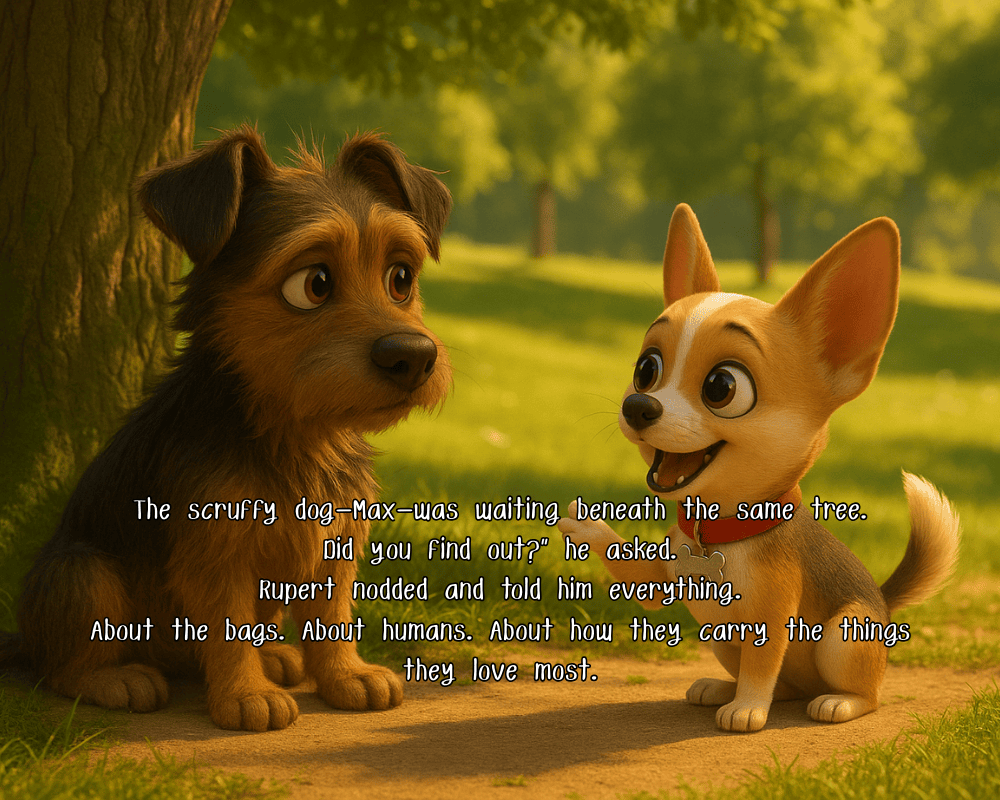 The scruffy dog—Max—was waiting beneath the same tree.
Did you find out?" he asked.
Rupert nodded and told him everything.
About the bags. About humans. About how they carry the things
they love most.